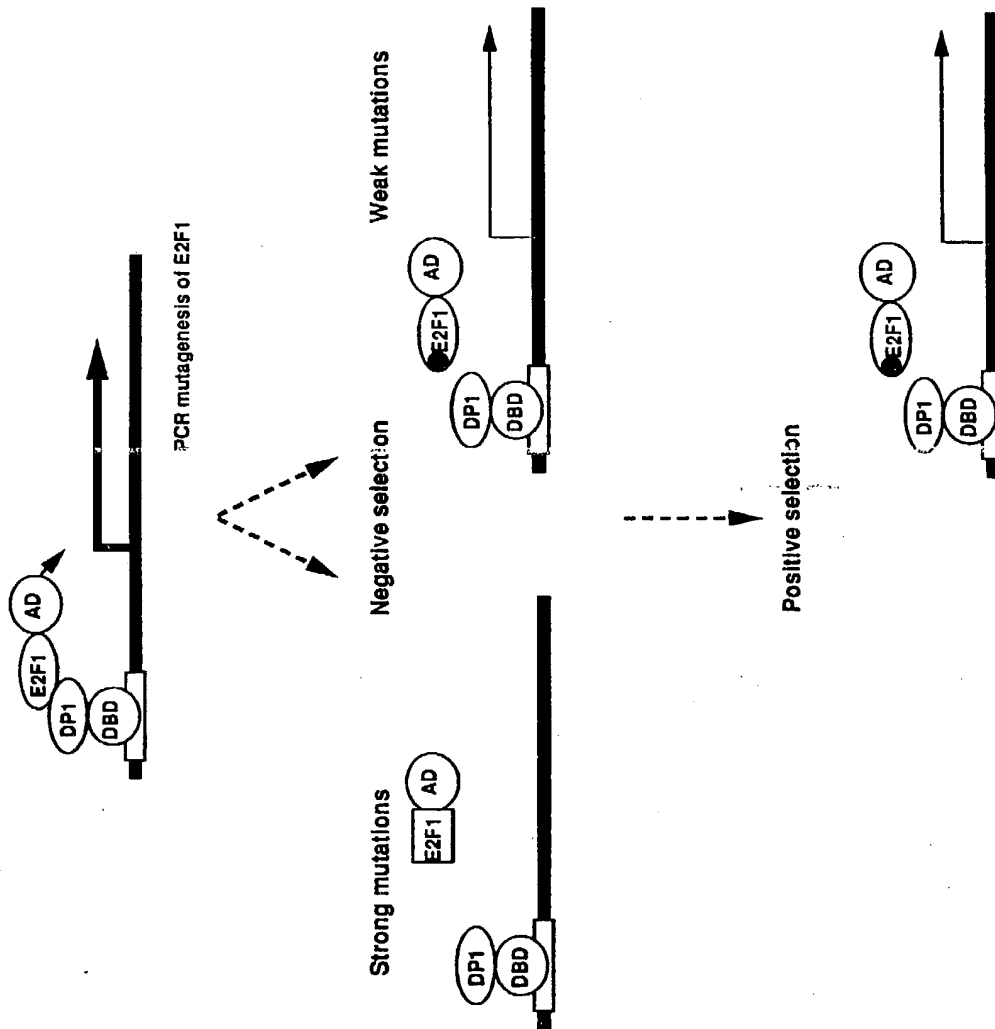 AD
E2F1
DP1
DBD
PCR mutagenesis of E2F1
Negative selection
Strong mutations
AD
E2F1
DP1
DBD
Weak mutations
AD
E2F1
DP1
DBD
Positive selection
AD
E2F1
DP1
DBD